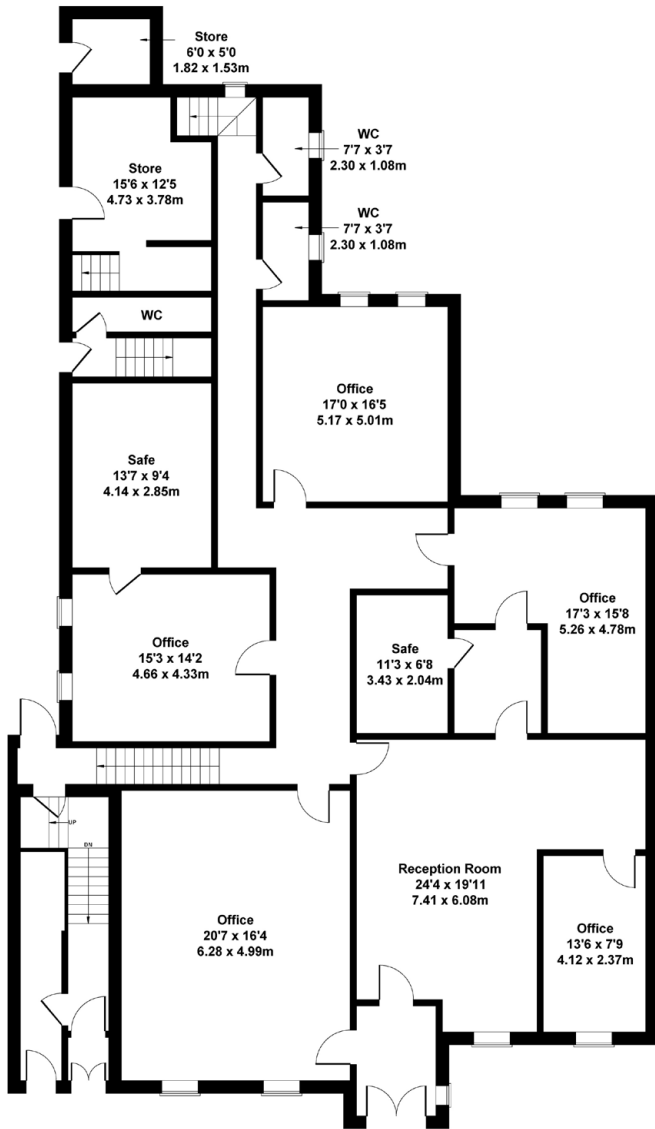 Store
6'0 x 5'0
1.82 x 1.53m
WC
7'7 x 3'7
2.30 x 1.08m
Store
15'6 x 12'5
4.73 x 3.78m
WC
7'7 x 3'7
2.30 x 1.08m
WC
Office
17'0 x 16'5
5.17 x 5.01m
Safe
13'7 x 9'4
4.14 x 2.85m
Office
17'3 x 15'8
5.26 x 4.78m
Office
15'3 x 14'2
4.66 x 4.33m
Safe
11'3 x 6'8
3.43 x 2.04m
UP
DN
Reception Room
24'4 x 19'11
7.41 x 6.08m
Office
20'7 x 16'4
6.28 x 4.99m
Office
13'6 x 7'9
4.12 x 2.37m